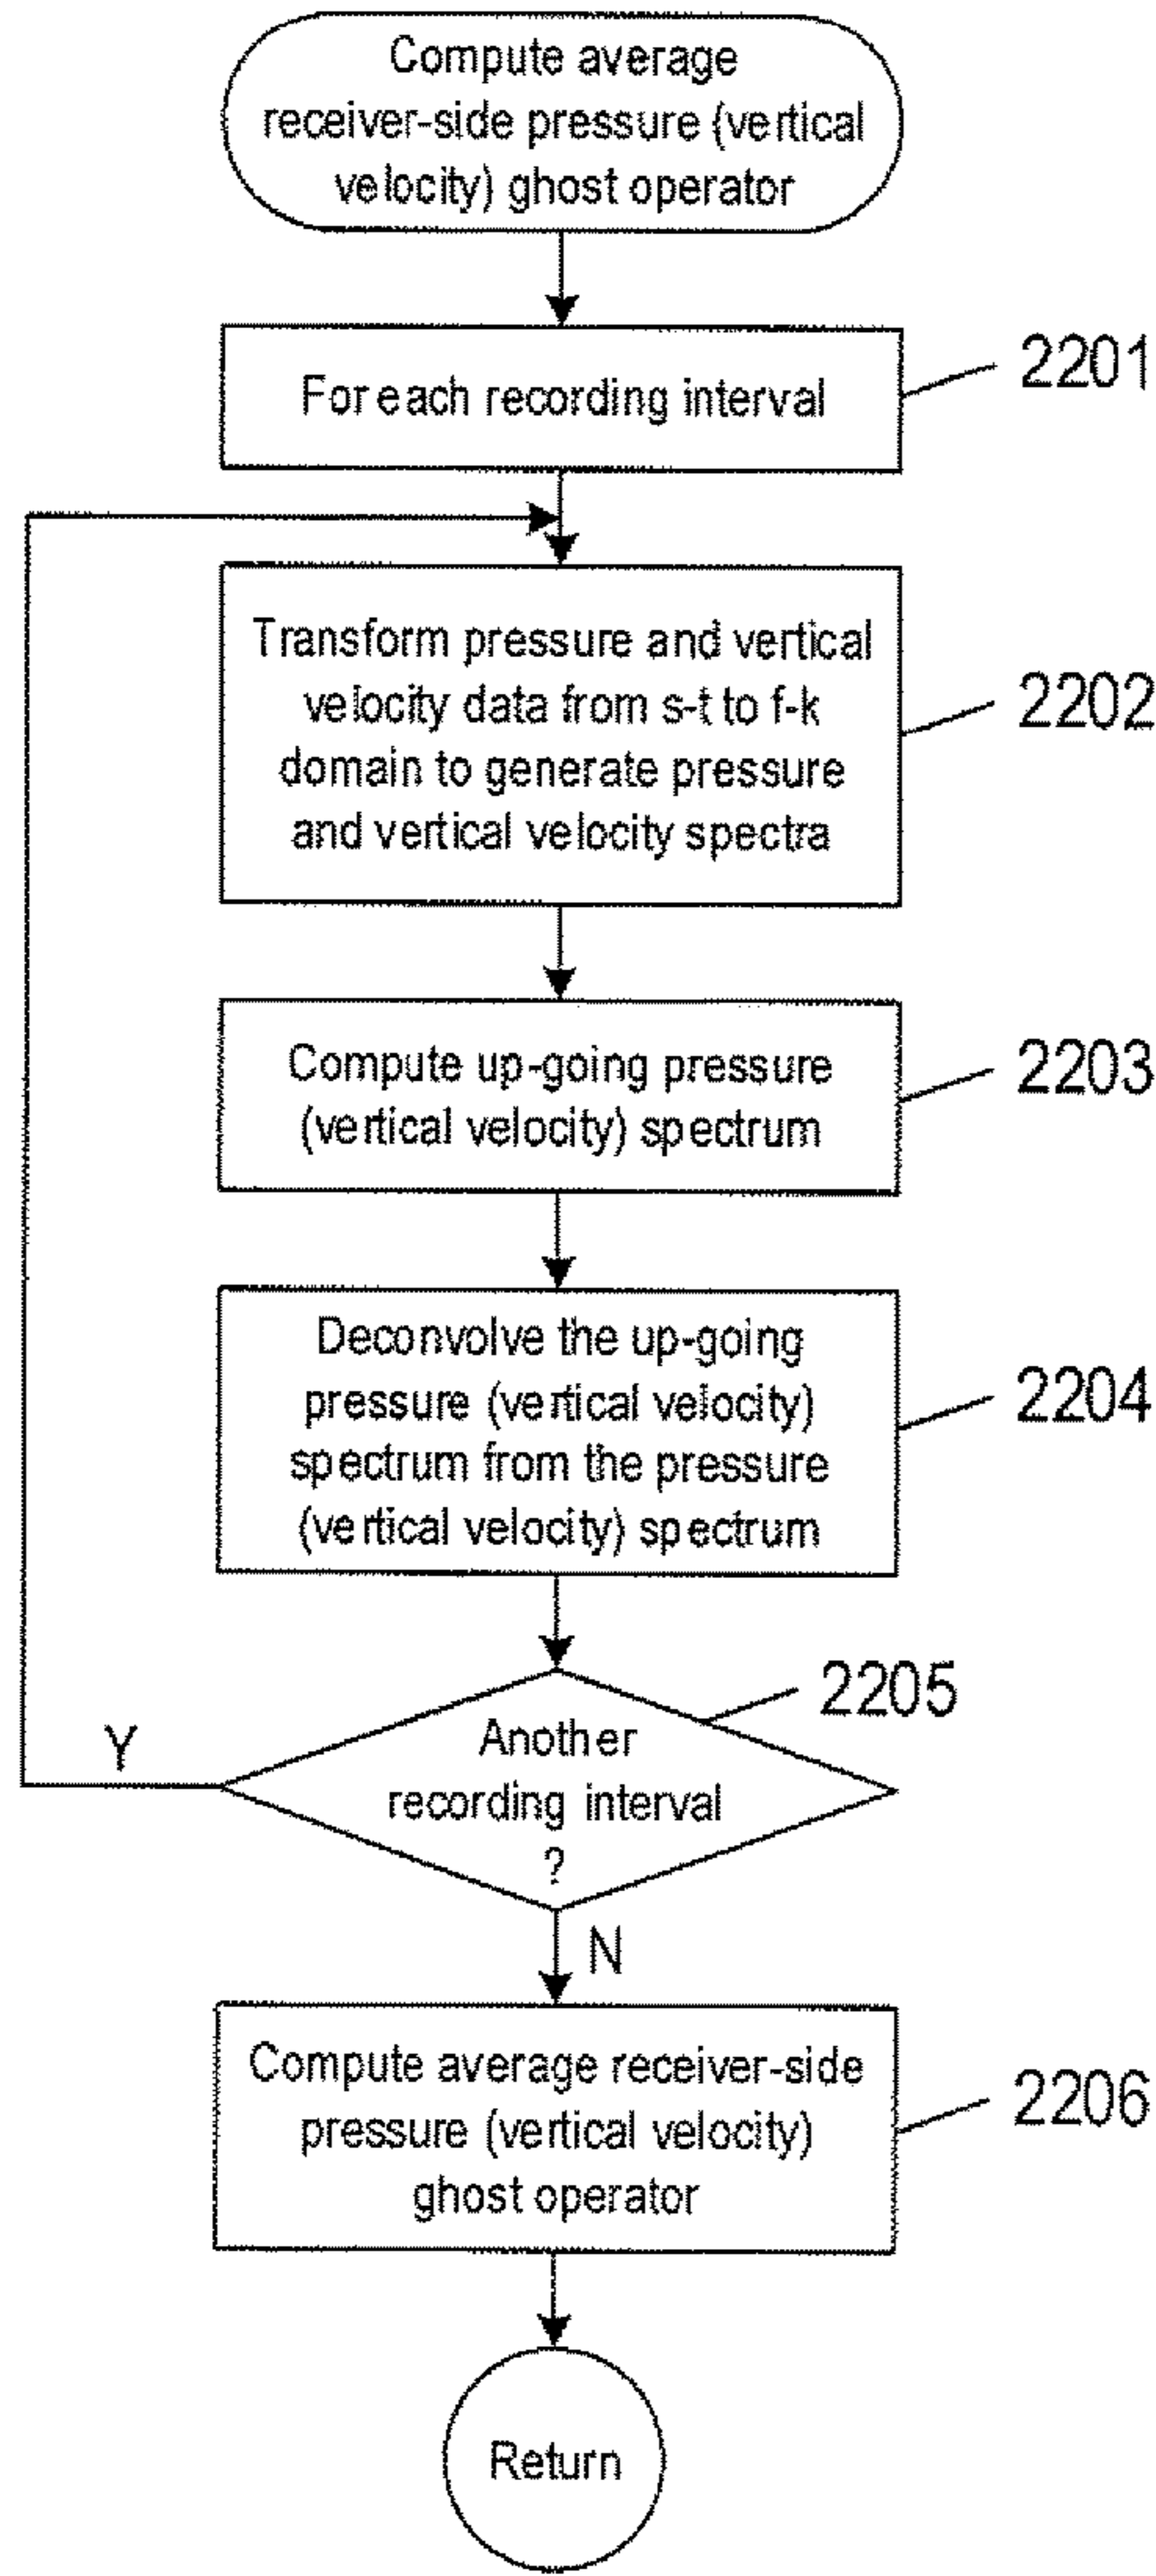 Compute average
receiver-side pressure (vertical
velocity) ghost operator
For each recording interval
2201
Transform pressure and vertical
velocity data from s-t to f-k
domain to generate pressure
and vertical velocity spectra
2202
Compute up-going pressure
(vertical velocity) spectrum
2203
Deconvolve the up-going
pressure (vertical velocity)
spectrum from the pressure
(vertical velocity) spectrum
2204
Another
recording interval
?
2205
Y
N
Compute average receiver-side
pressure (vertical velocity)
ghost operator
2206
Return